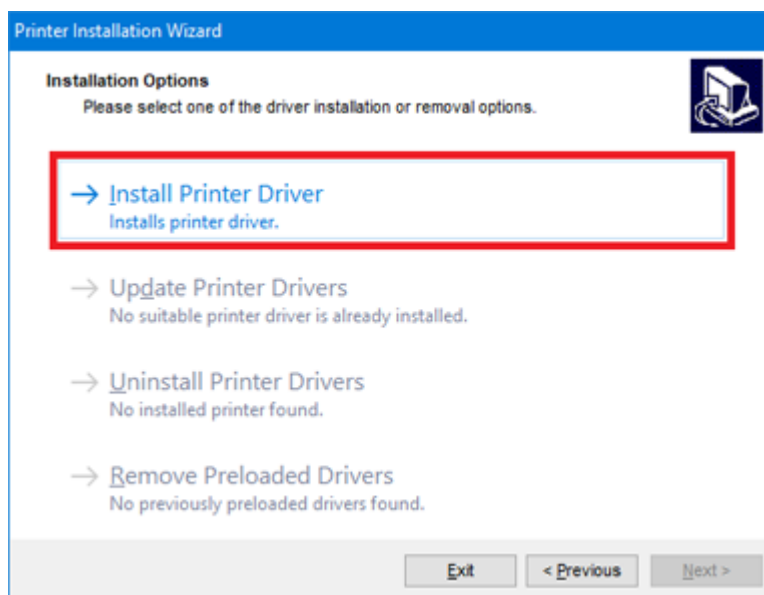 Printer Installation Wizard
Installation Options
Please select one of the driver installation or removal options.
Install Printer Driver
Installs printer driver.
Update Printer Drivers
No suitable printer driver is already installed.
Uninstall Printer Drivers
No installed printer found.
Remove Preloaded Drivers
No previously preloaded drivers found.
Exit < Previous Next >